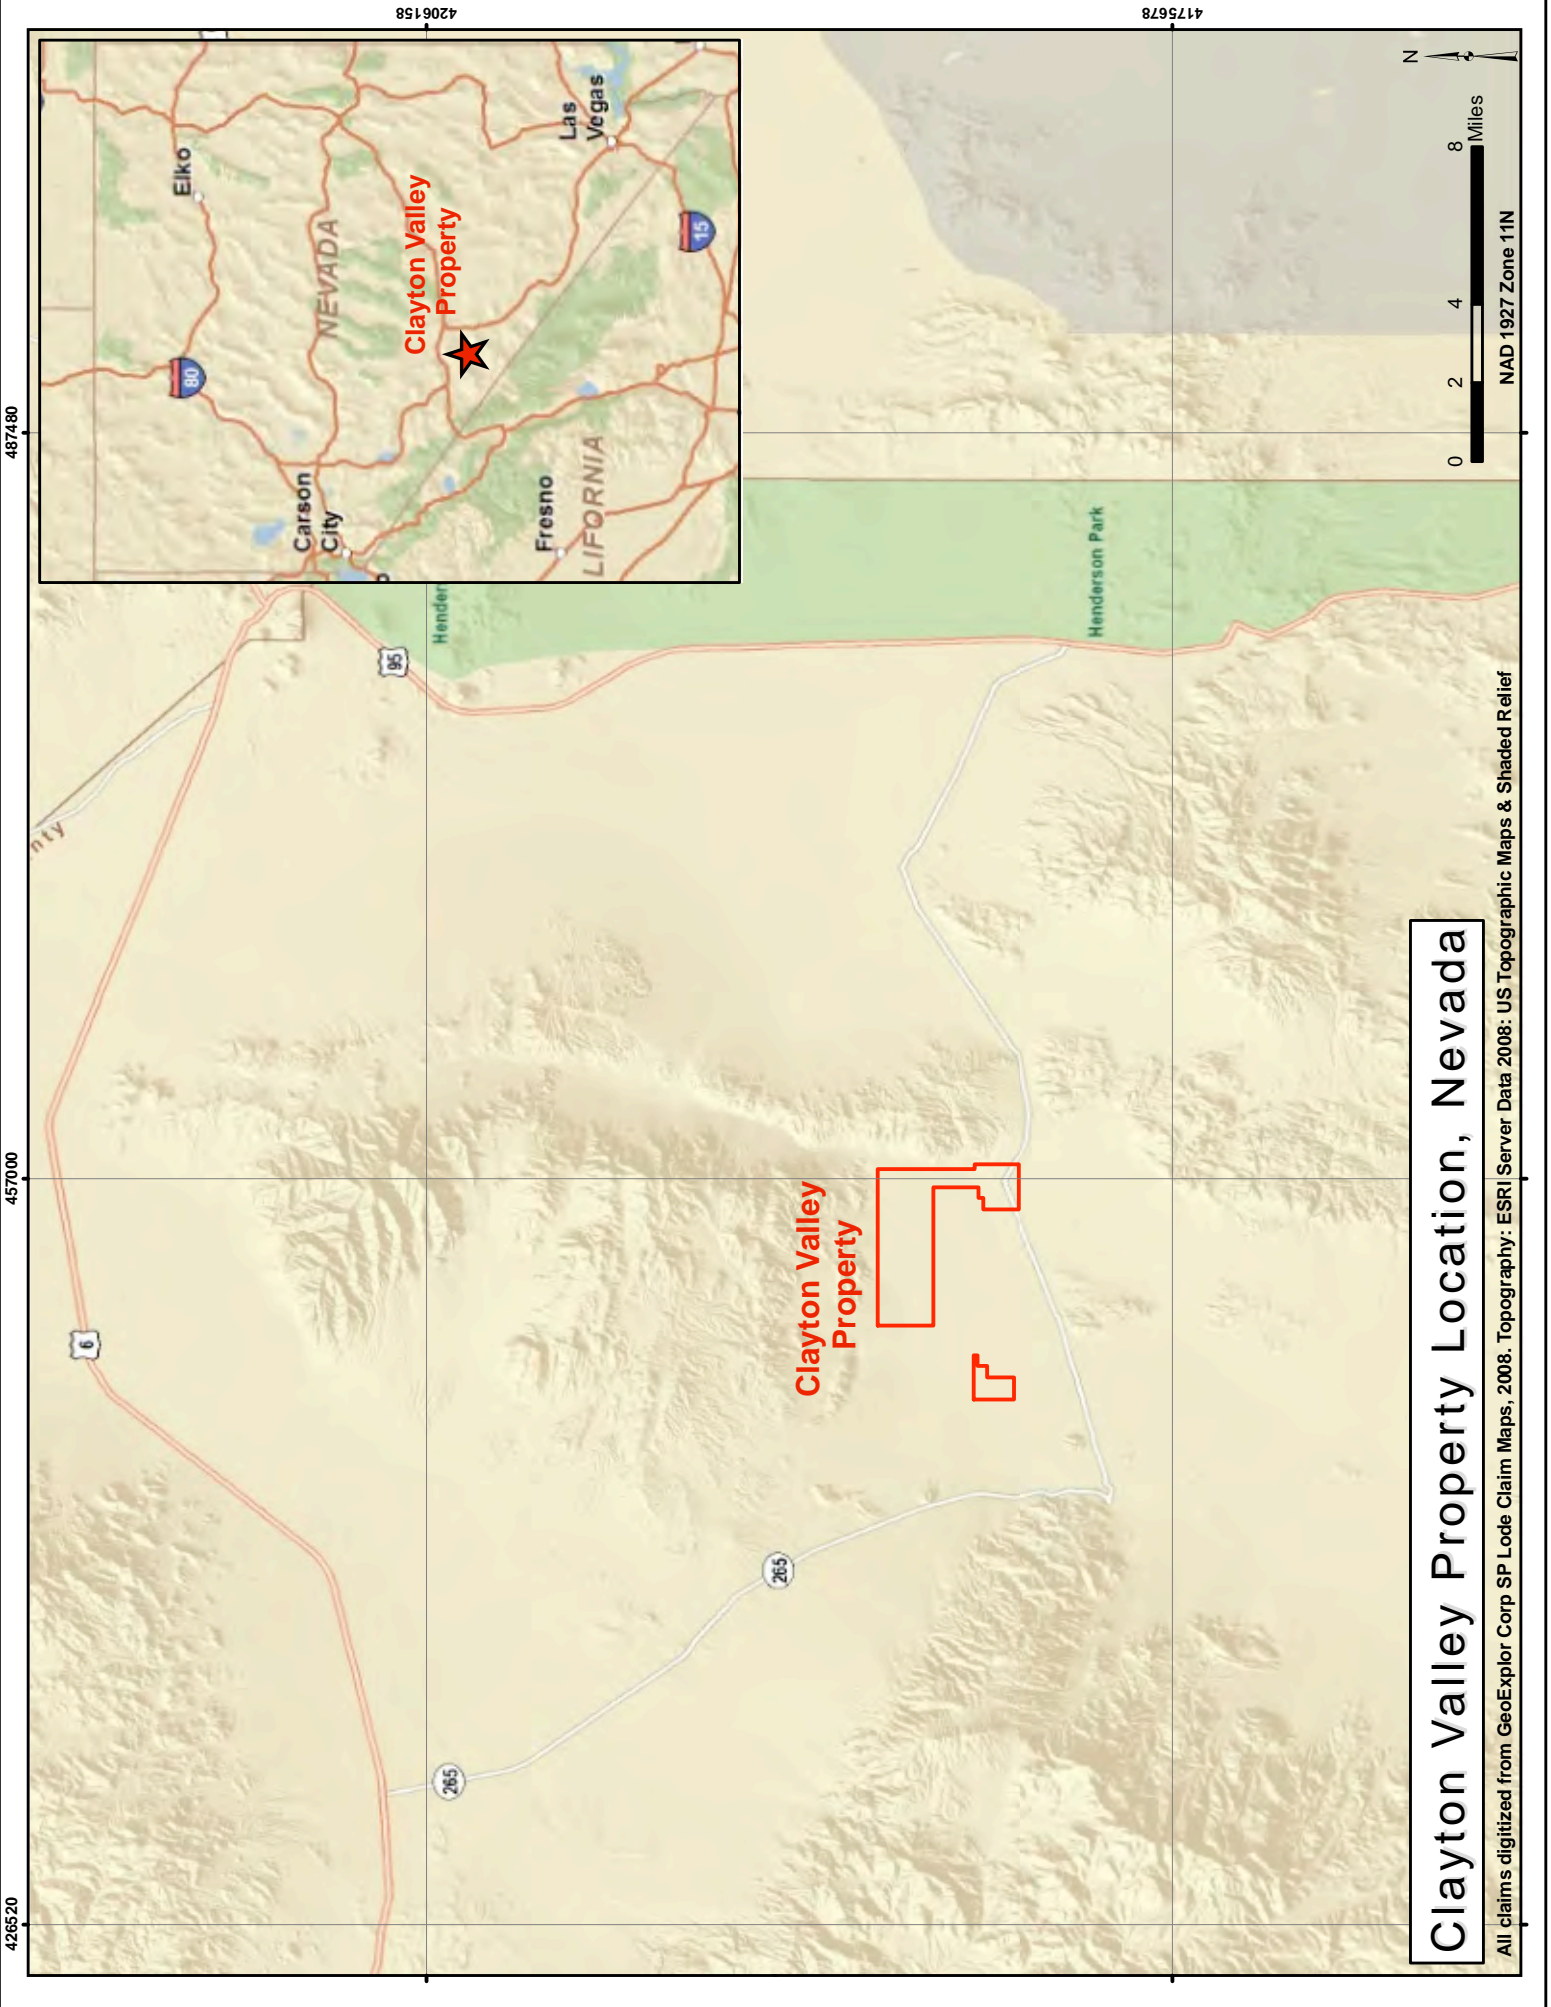 426520
457000
487480
4206158
4175678
nty
6
95
265
265
Hender
Henderson Park
Clayton Valley
Property
80
Elko
NEVADA
Carson
City
Clayton Valley
Property
Las
Vegas
Fresno
LIFORNIA
15
N
0
2
4
8
Miles
NAD 1927 Zone 11N
Clayton Valley Property Location, Nevada
All claims digitized from GeoExplor Corp SP Lode Claim Maps, 2008. Topography: ESRI Server Data 2008: US Topographic Maps & Shaded Relief